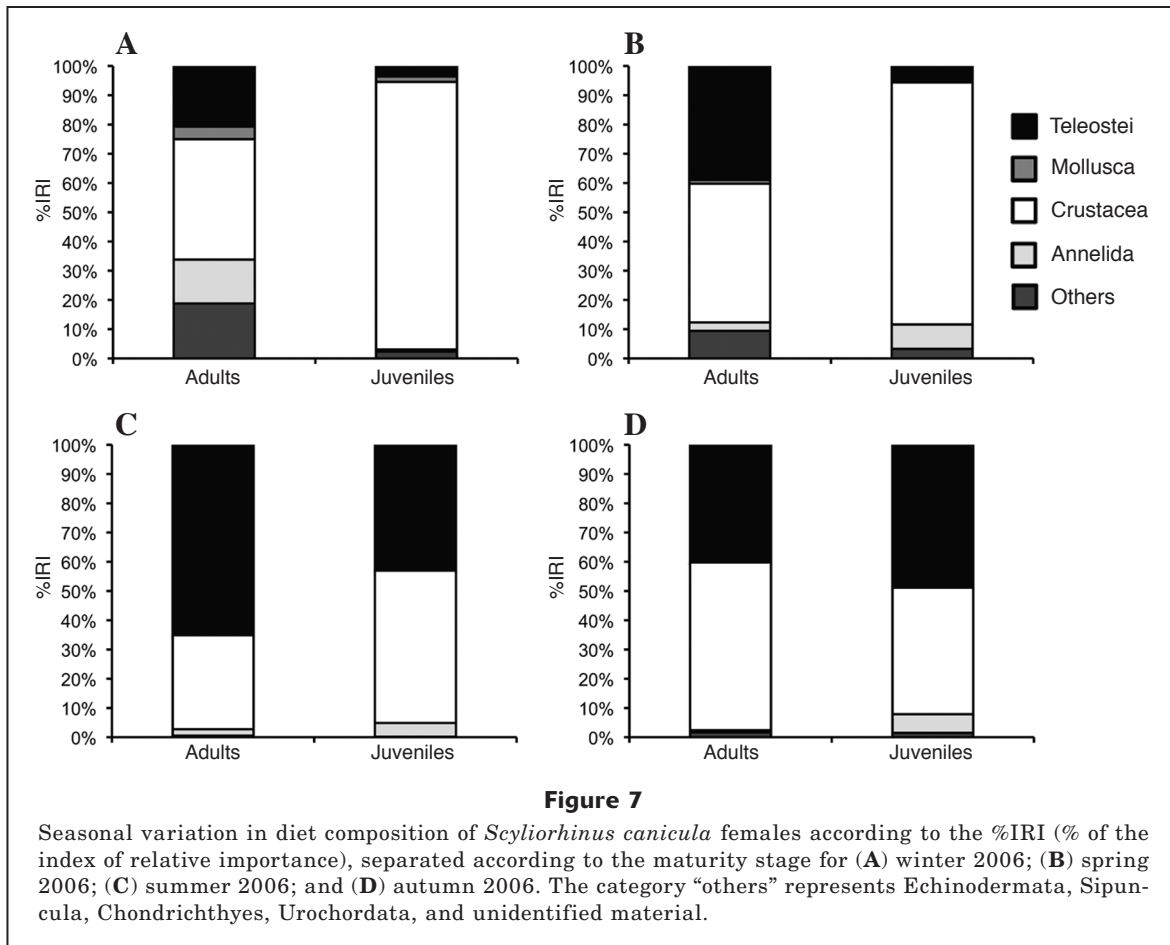 A
100%
90%
80%
70%
60%
50%
40%
30%
20%
10%
0%
%IRI
Adults Juveniles
B
100%
90%
80%
70%
60%
50%
40%
30%
20%
10%
0%
%IRI
Adults Juveniles
Teleostei
Mollusca
Crustacea
Annelida
Others
C
100%
90%
80%
70%
60%
50%
40%
30%
20%
10%
0%
%IRI
Adults Juveniles
D
100%
90%
80%
70%
60%
50%
40%
30%
20%
10%
0%
%IRI
Adults Juveniles
Figure 7
Seasonal variation in diet composition of Scyliorhinus canicula females according to the %IRI (% of the
index of relative importance), separated according to the maturity stage for (A) winter 2006; (B) spring
2006; (C) summer 2006; and (D) autumn 2006. The category “others” represents Echinodermata, Sipun-
cula, Chondrichthyes, Urochordata, and unidentified material.